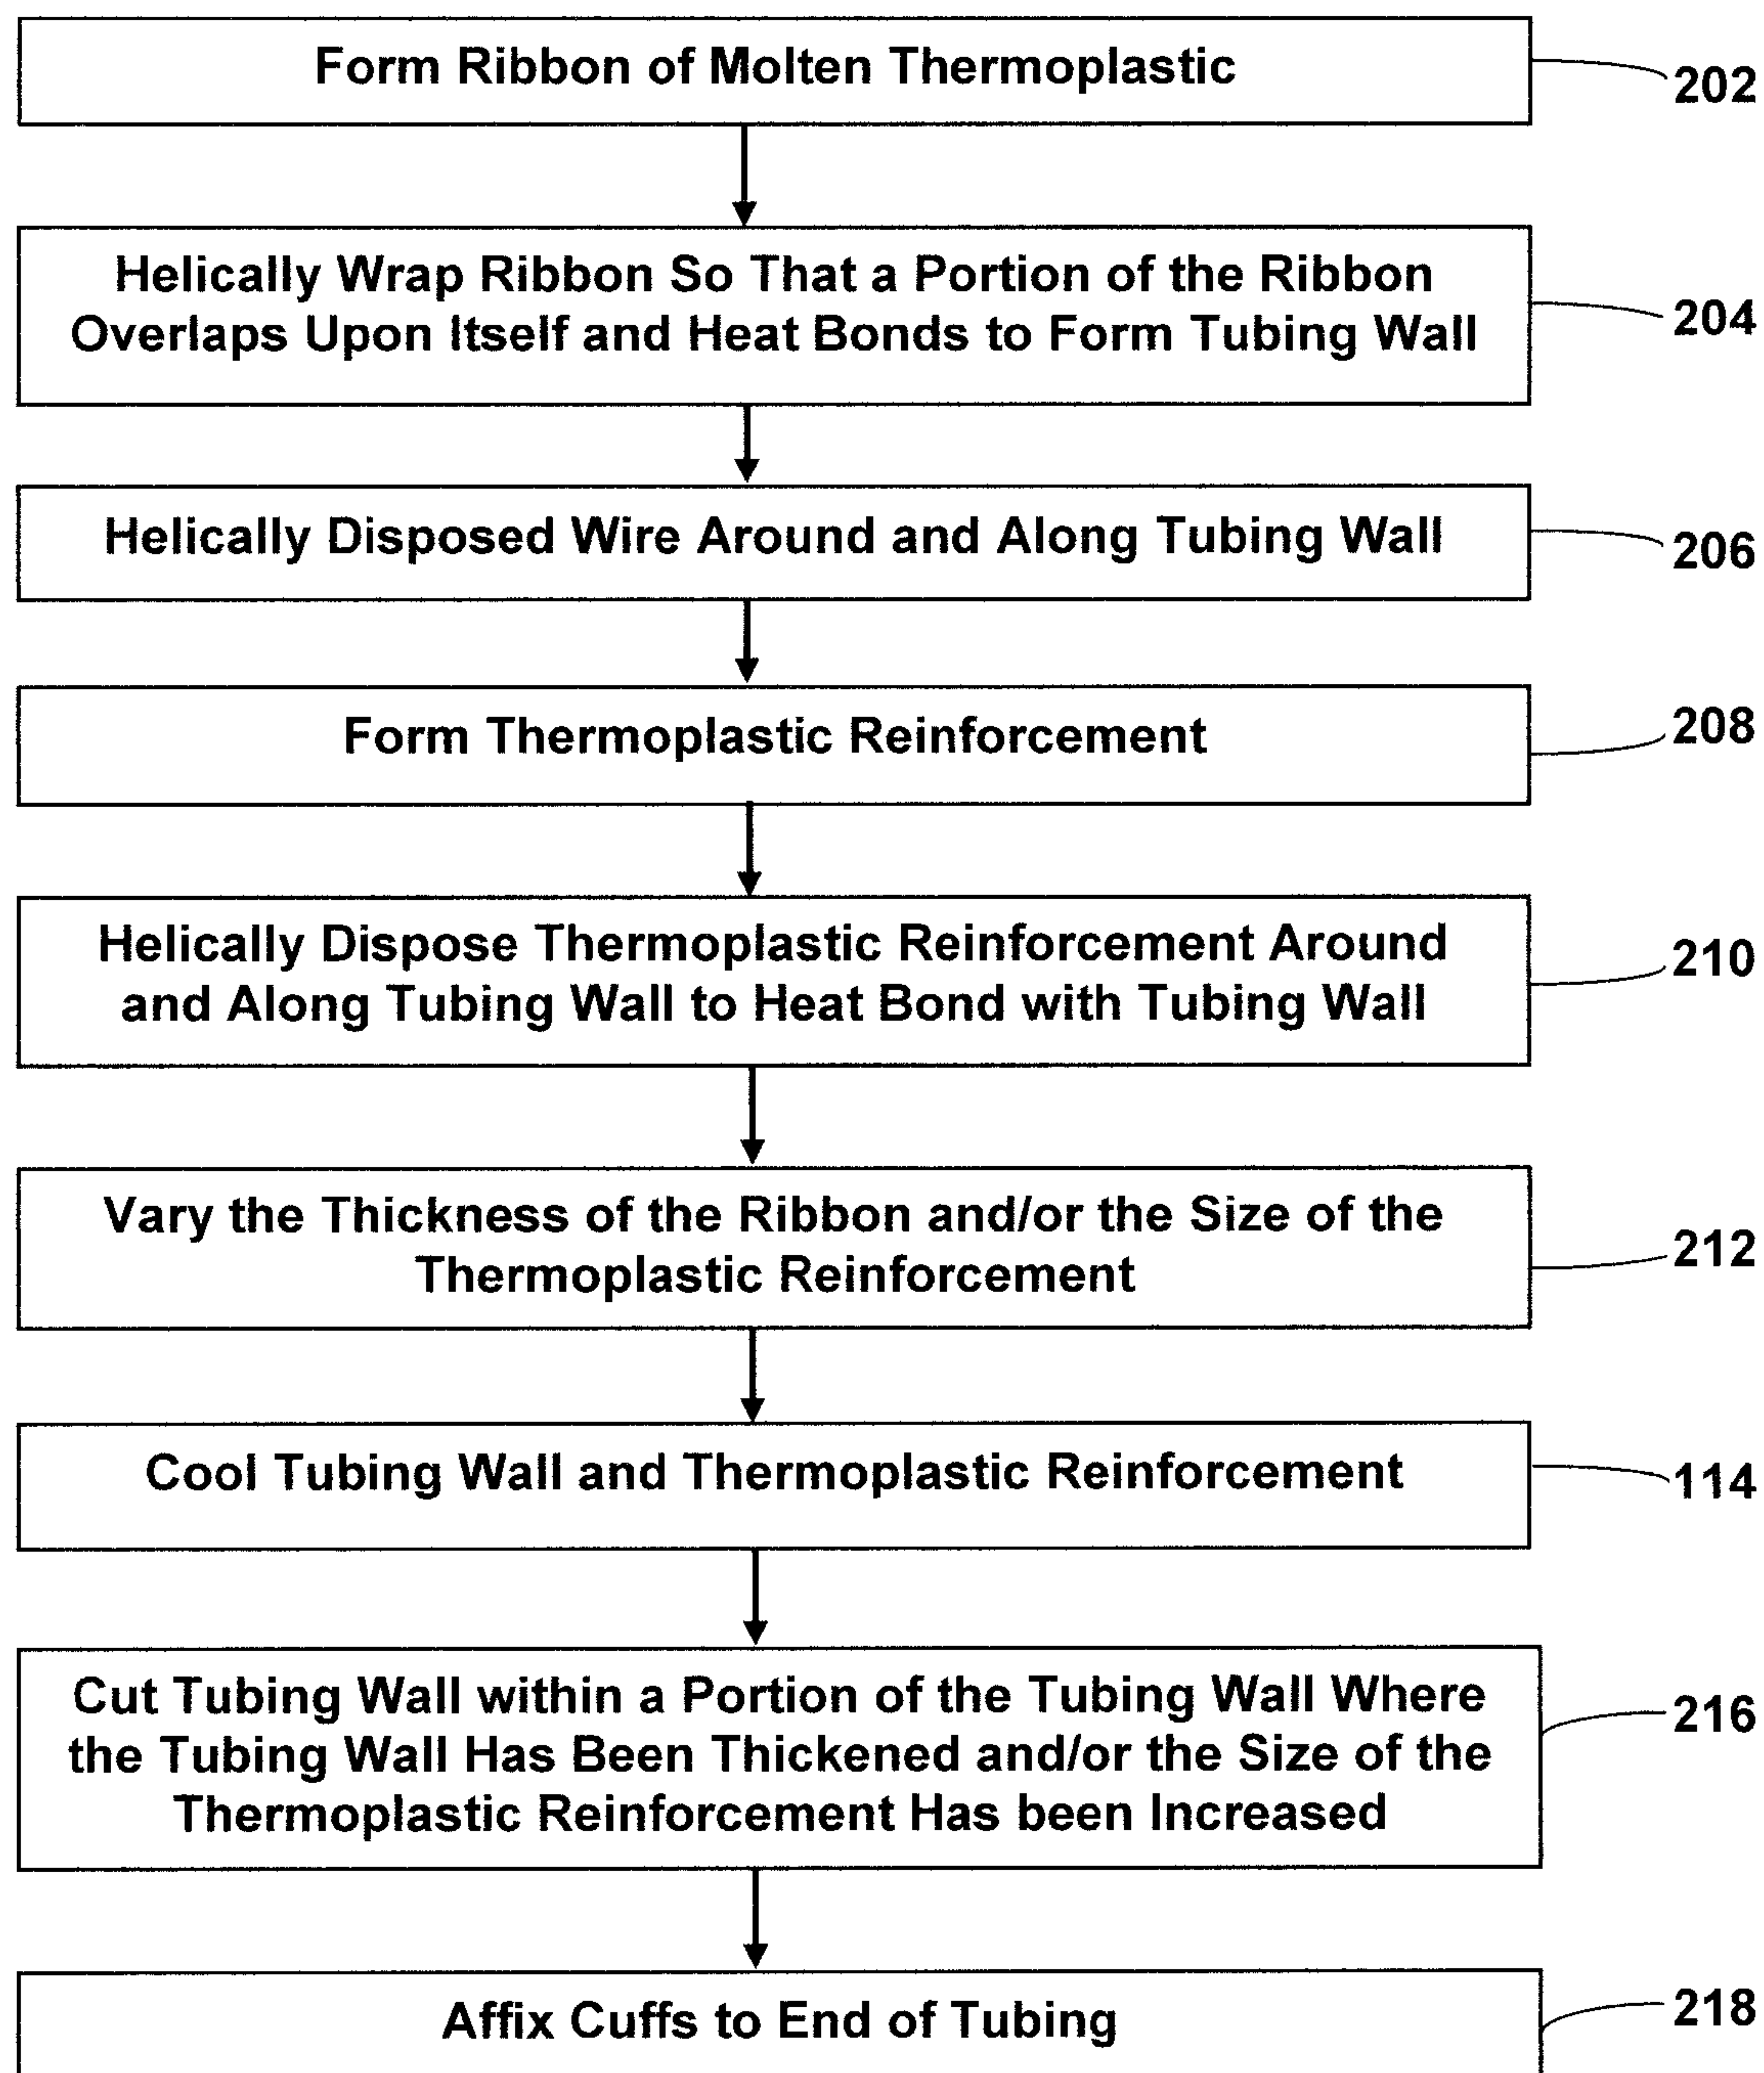 Form Ribbon of Molten Thermoplastic
202
Helically Wrap Ribbon So That a Portion of the Ribbon
Overlaps Upon Itself and Heat Bonds to Form Tubing Wall
204
Helically Disposed Wire Around and Along Tubing Wall
206
Form Thermoplastic Reinforcement
208
Helically Dispose Thermoplastic Reinforcement Around
and Along Tubing Wall to Heat Bond with Tubing Wall
210
Vary the Thickness of the Ribbon and/or the Size of the
Thermoplastic Reinforcement
212
Cool Tubing Wall and Thermoplastic Reinforcement
114
Cut Tubing Wall within a Portion of the Tubing Wall Where
the Tubing Wall Has Been Thickened and/or the Size of the
Thermoplastic Reinforcement Has been Increased
216
Affix Cuffs to End of Tubing
218